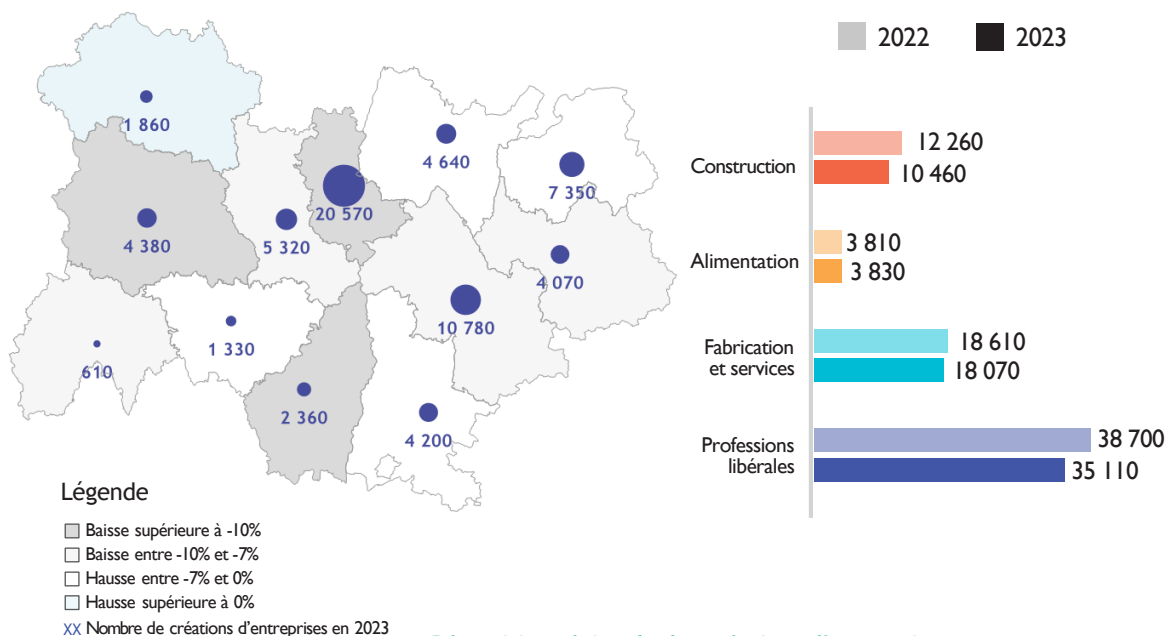 2022 2023
1 860
4 640
7 350
20 570
4 380
5 320
4 070
10 780
1 330
610
2 360
4 200
Construction
12 260
10 460
Alimentation
3 810
3 830
Fabrication
et services
18 610
18 070
Professions
libérales
38 700
35 110
Légende
Baisse supérieure à -10%
Baisse entre -10% et -7%
Hausse entre -7% et 0%
Hausse supérieure à 0%
XX Nombre de créations d'entreprises en 2023